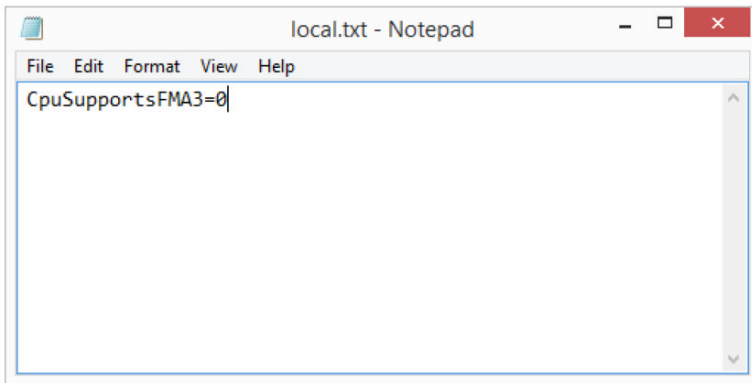 local.txt - Notepad
File Edit Format View Help
CpuSupportsFMA3=0